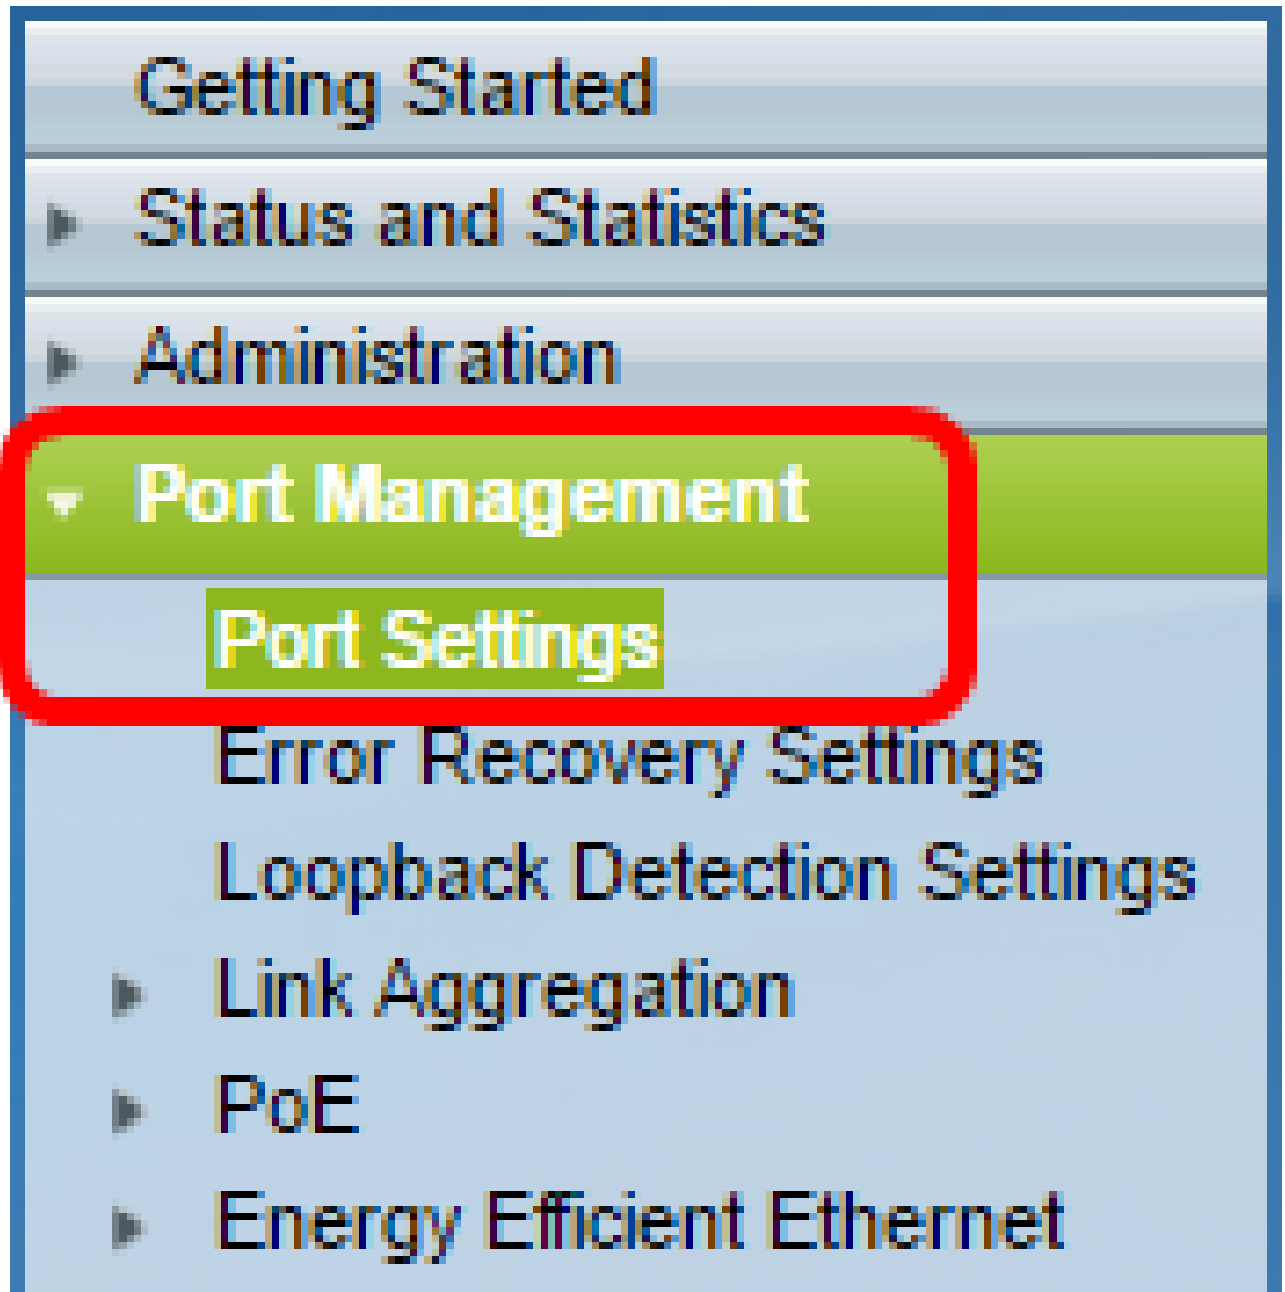 Getting Started
Status and Statistics
Administration
Port Management
Port Settings
Error Recovery Settings
Loopback Detection Settings
Link Aggregation
PoE
Energy Efficient Ethernet